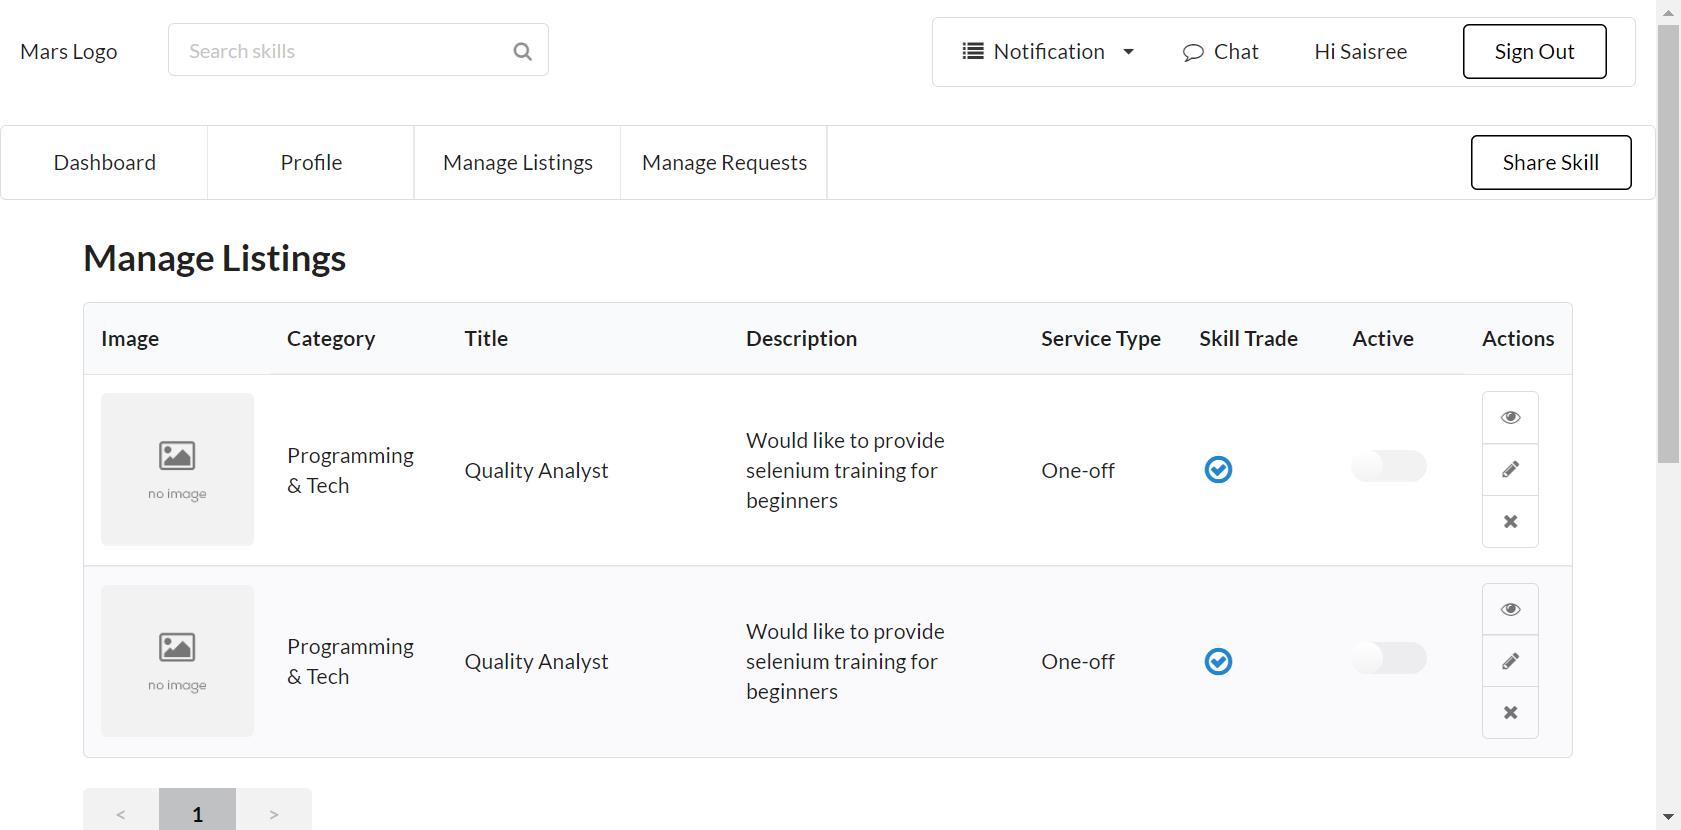 Mars Logo
Search skills
Notification
Chat
Hi Saisree
Sign Out
Dashboard
Profile
Manage Listings
Manage Requests
Share Skill
Manage Listings
Image
Category
Title
Description
Service Type
Skill Trade
Active
Actions
no image
Programming
& Tech
Quality Analyst
Would like to provide
selenium training for
beginners
One-off
no image
Programming
& Tech
Quality Analyst
Would like to provide
selenium training for
beginners
One-off
<
1
>